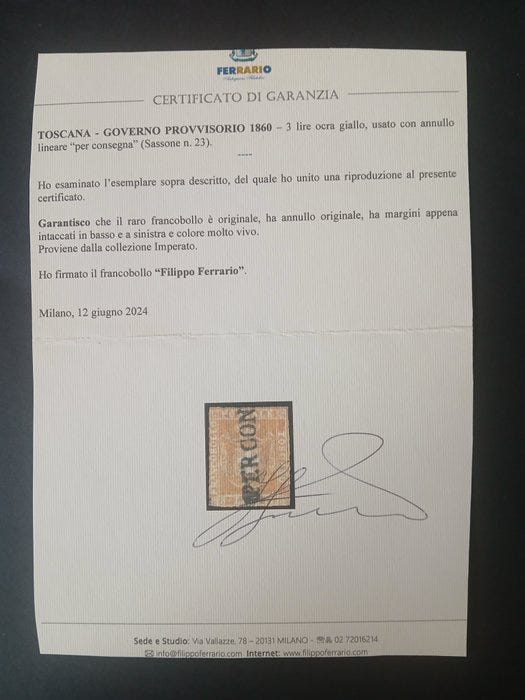 FERRARIO
CERTIFICATO DI GARANZIA
TOSCANA - GOVERNO PROVVISORIO 1860 – 3 lire ocra giallo, usato con annullo
lineare “per consegna” (Sassone n. 23).
----
Ho esaminato l’esemplare sopra descritto, del quale ho unito una riproduzione al presente
certificato.
Garantisco che il raro francobollo è originale, ha annullo originale, ha margini appena
intaccati in basso e a sinistra e colore molto vivo.
Proviene dalla collezione Imperato.
Ho firmato il francobollo “Filippo Ferrario”.
Milano, 12 giugno 2024
PER CON
Sede e Studio: Via Vallazze, 78 – 20131 MILANO - 02 72016214
info@filippoferrario.com Internet: www.filippoferrario.com